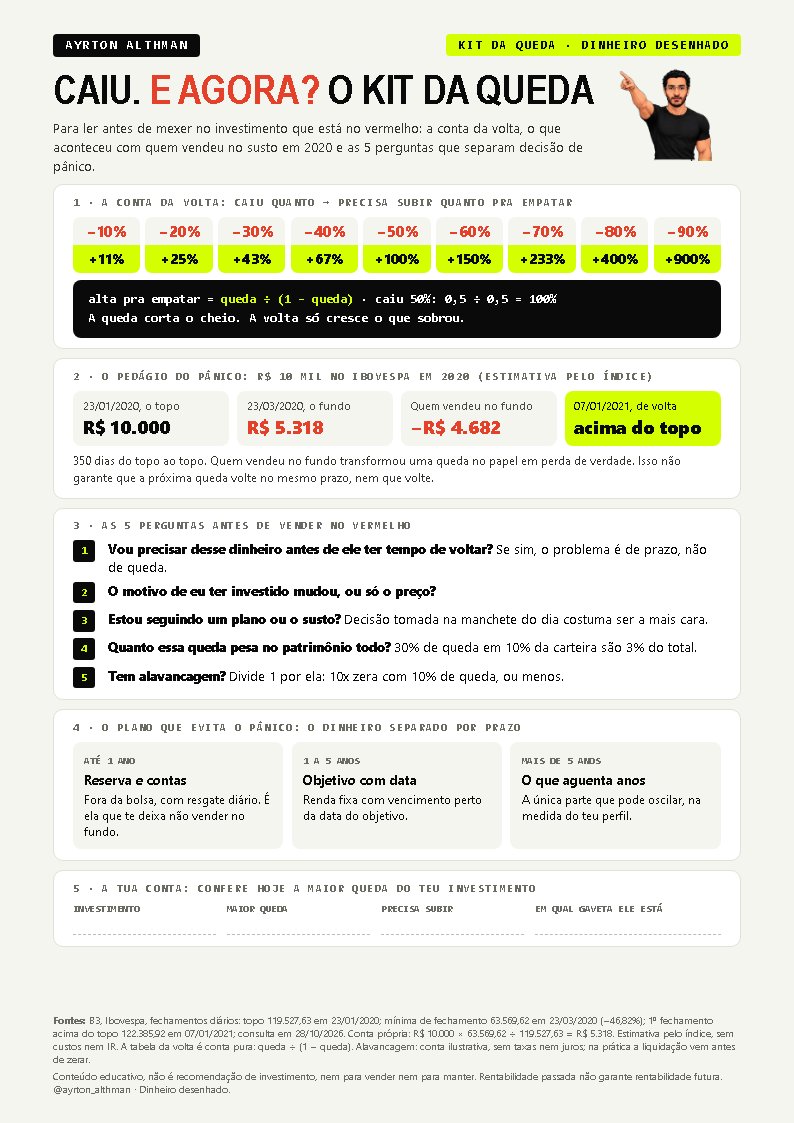 AYRTON ALTHMAN
KIT DA QUEDA · DINHEIRO DESENHADO
CAIU. E AGORA? O KIT DA QUEDA
Para ler antes de mexer no investimento que está no vermelho: a conta da volta, o que
aconteceu com quem vendeu no susto em 2020 e as 5 perguntas que separam decisão de
pânico.
1 · A CONTA DA VOLTA: CAIU QUANTO → PRECISA SUBIR QUANTO PRA EMPATAR
−10% −20% −30% −40% −50% −60% −70% −80% −90%
+11% +25% +43% +67% +100% +150% +233% +400% +900%
alta pra empatar = queda ÷ (1 − queda) · caiu 50%: 0,5 ÷ 0,5 = 100%
A queda corta o cheio. A volta só cresce o que sobrou.
2 · O PEDÁGIO DO PÂNICO: R$ 10 MIL NO IBOVESPA EM 2020 (ESTIMATIVA PELO ÍNDICE)
23/01/2020, o topo
R$ 10.000
23/03/2020, o fundo
R$ 5.318
Quem vendeu no fundo
−R$ 4.682
07/01/2021, de volta
acima do topo
350 dias do topo ao topo. Quem vendeu no fundo transformou uma queda no papel em perda de verdade. Isso não
garante que a próxima queda volte no mesmo prazo, nem que volte.
3 · AS 5 PERGUNTAS ANTES DE VENDER NO VERMELHO
1 Vou precisar desse dinheiro antes de ele ter tempo de voltar? Se sim, o problema é de prazo, não
de queda.
2 O motivo de eu ter investido mudou, ou só o preço?
3 Estou seguindo um plano ou o susto? Decisão tomada na manchete do dia costuma ser a mais cara.
4 Quanto essa queda pesa no patrimônio todo? 30% de queda em 10% da carteira são 3% do total.
5 Tem alavancagem? Divide 1 por ela: 10x zera com 10% de queda, ou menos.
4 · O PLANO QUE EVITA O PÂNICO: O DINHEIRO SEPARADO POR PRAZO
ATÉ 1 ANO
Reserva e contas
Fora da bolsa, com resgate diário. É
ela que te deixa não vender no
fundo.
1 A 5 ANOS
Objetivo com data
Renda fixa com vencimento perto
da data do objetivo.
MAIS DE 5 ANOS
O que aguenta anos
A única parte que pode oscilar, na
medida do teu perfil.
5 · A TUA CONTA: CONFERE HOJE A MAIOR QUEDA DO TEU INVESTIMENTO
INVESTIMENTO MAIOR QUEDA PRECISA SUBIR EM QUAL GAVETA ELE ESTÁ
Fontes: B3, Ibovespa, fechamentos diários: topo 119.527,63 em 23/01/2020; mínima de fechamento 63.569,62 em 23/03/2020 (−46,82%); 1º fechamento
acima do topo 122.385,92 em 07/01/2021; consulta em 28/10/2026. Conta própria: R$ 10.000 × 63.569,62 ÷ 119.527,63 = R$ 5.318. Estimativa pelo índice, sem
custos nem IR. A tabela da volta é conta pura: queda ÷ (1 − queda). Alavancagem: conta ilustrativa, sem taxas nem juros; na prática a liquidação vem antes
de zerar.
Conteúdo educativo, não é recomendação de investimento, nem para vender nem para manter. Rentabilidade passada não garante rentabilidade futura.
@ayrton_althman · Dinheiro desenhado.